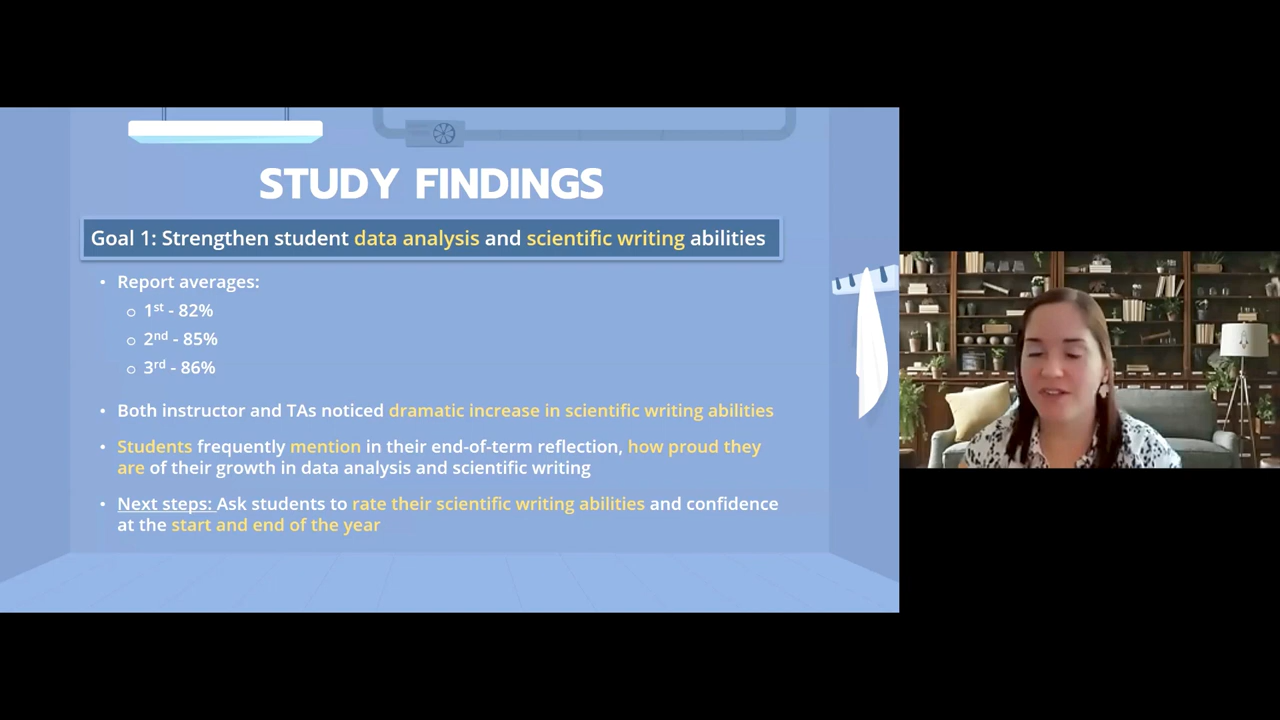 STUDY FINDINGS
Goal 1: Strengthen student data analysis and scientific writing abilities
• Report averages:
o 1st - 82%
o 2nd - 85%
o 3rd - 86%
• Both instructor and TAs noticed dramatic increase in scientific writing abilities
• Students frequently mention in their end-of-term reflection, how proud they
are of their growth in data analysis and scientific writing
• Next steps: Ask students to rate their scientific writing abilities and confidence
at the start and end of the year